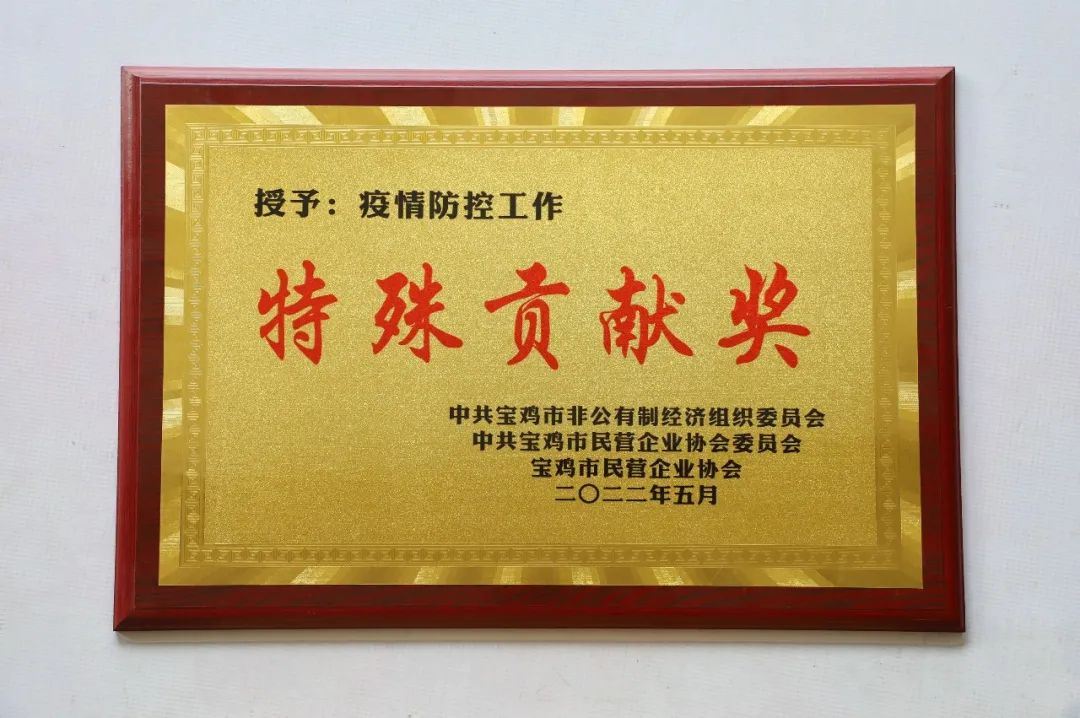 授予：疫情防控工作
特殊贡献奖
中共宝鸡市非公有制经济组织委员会
中共宝鸡市民营企业协会委员会
宝鸡市民营企业协会
二〇二二年五月